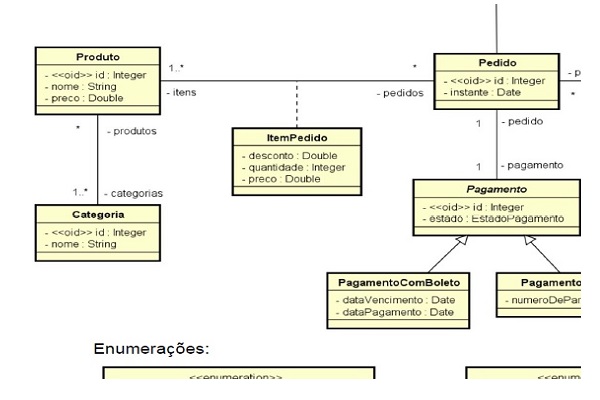 Produto
- <<oid>> id : Integer
- nome : String
- preco : Double
1..*
- itens
*
- pedidos
Pedido
- <<oid>> id : Integer
- instante : Date
- p
*
*
- produtos
1..*
- categorias
Categoria
- <<oid>> id : Integer
- nome : String
ItemPedido
- desconto : Double
- quantidade : Integer
- preco : Double
1
- pedido
1
- pagamento
Pagamento
- <<oid>> id : Integer
- estado : EstadoPagamento
PagamentoComBoleto
- dataVencimento : Date
- dataPagamento : Date
Pagamento
- numeroDePar
Enumerações:
<<enumeration>>
<<enum